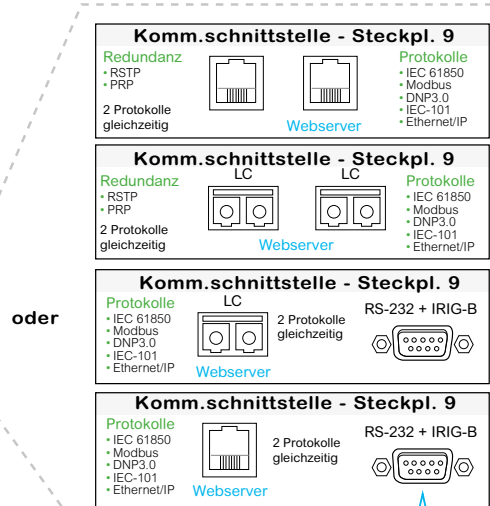 Komm.schnittstelle - Steckpl. 9
Redundanz
• RSTP
• PRP
2 Protokolle
gleichzeitig
Webserver
Protokolle
• IEC 61850
• Modbus
• DNP3.0
• IEC-101
• Ethernet/IP
Komm.schnittstelle - Steckpl. 9
Redundanz
• RSTP
• PRP
2 Protokolle
gleichzeitig
LC
LC
Webserver
Protokolle
• IEC 61850
• Modbus
• DNP3.0
• IEC-101
• Ethernet/IP
oder
Komm.schnittstelle - Steckpl. 9
Protokolle
• IEC 61850
• Modbus
• DNP3.0
• IEC-101
• Ethernet/IP
LC
Webserver
2 Protokolle
gleichzeitig
RS-232 + IRIG-B
Komm.schnittstelle - Steckpl. 9
Protokolle
• IEC 61850
• Modbus
• DNP3.0
• IEC-101
• Ethernet/IP
Webserver
2 Protokolle
gleichzeitig
RS-232 + IRIG-B